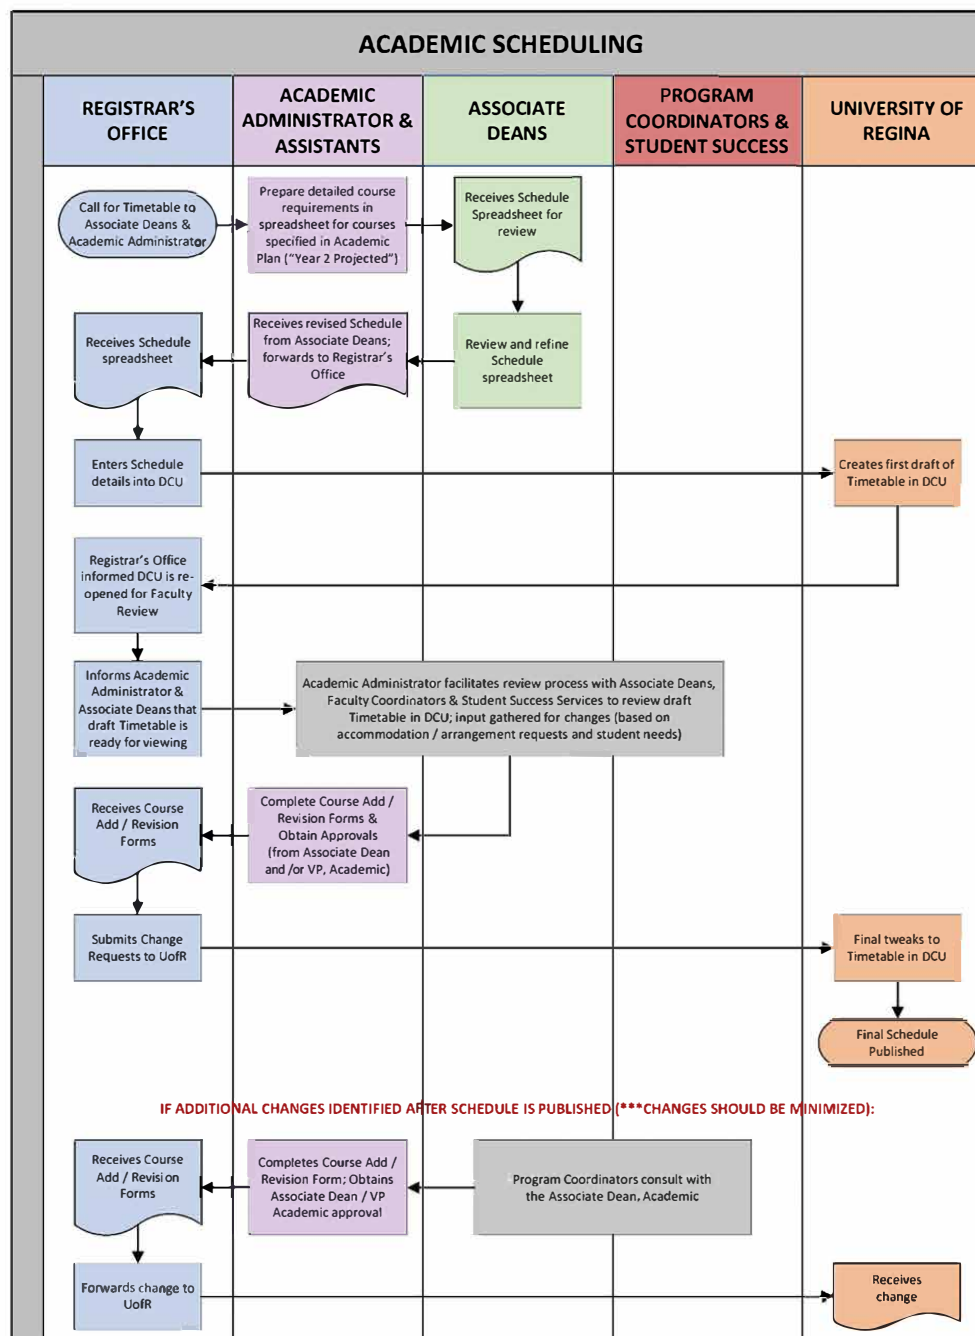 ACADEMIC SCHEDULING
REGISTRAR'S
OFFICE
ACADEMIC
ADMINISTRATOR &
ASSISTANTS
ASSOCIATE
DEANS
PROGRAM
COORDINATORS &
STUDENT SUCCESS
UNIVERSITY OF
REGINA
Call for Timetable to
Associate Deans &
Academic Administrator
Prepare detailed course
requirements in
spreadsheet for courses
specified in Academic
Plan ("Year 2 Projected")
Receives Schedule
Spreadsheet for
review
Receives Schedule
spreadsheet
Receives revised Schedule
from Associate Deans;
forwards to Registrar's
Office
Review and refine
Schedule
spreadsheet
Enters Schedule
details into DCU
Creates first draft of
Timetable in DCU
Registrar's Office
informed DCU is re-
opened for Faculty
Review
Informs Academic
Administrator &
Associate Deans that
draft Timetable is
ready for viewing
Academic Administrator facilitates review process with Associate Deans,
Faculty Coordinators & Student Success Services to review draft
Timetable in DCU; input gathered for changes (based on
accommodation / arrangement requests and student needs)
Receives Course
Add / Revision
Forms
Complete Course Add /
Revision Forms &
Obtain Approvals
(from Associate Dean
and /or VP, Academic)
Submits Change
Requests to UofR
Final tweaks to
Timetable in DCU
Final Schedule
Published
IF ADDITIONAL CHANGES IDENTIFIED AFTER SCHEDULE IS PUBLISHED (***CHANGES SHOULD BE MINIMIZED):
Receives Course
Add / Revision
Forms
Completes Course Add /
Revision Form; Obtains
Associate Dean / VP
Academic approval
Program Coordinators consult with
the Associate Dean, Academic
Forwards change to
UofR
Receives
change